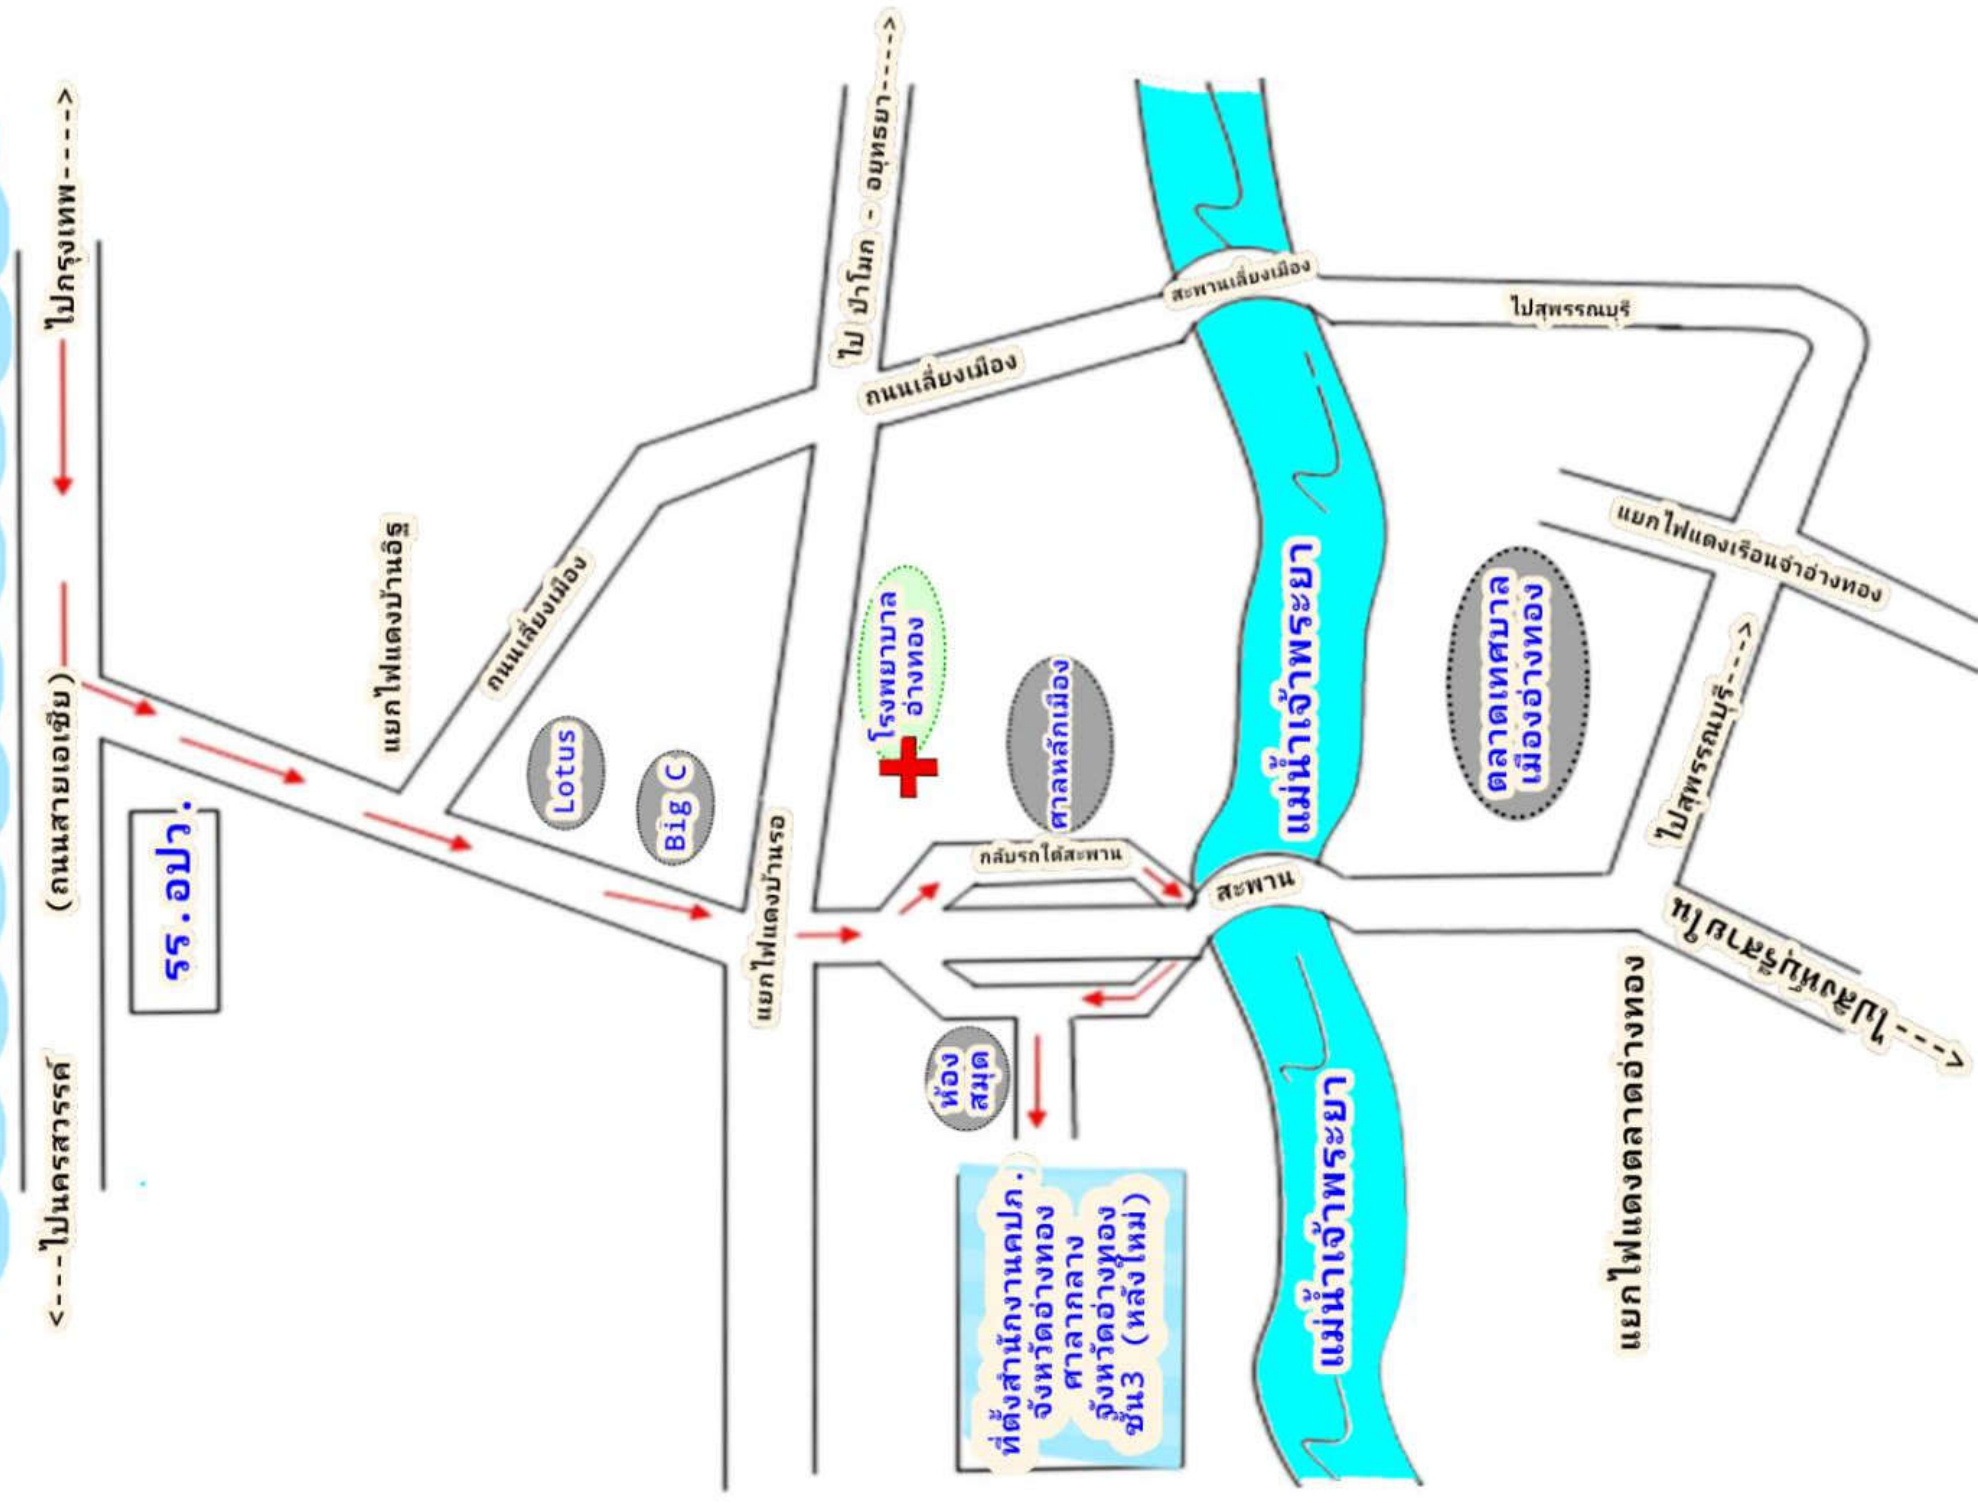 ไปกรุงเทพ----->
(ถนนสายเอเซีย)
<---ไปนครสวรรค์
รร.อปว.
แยกไฟแดงบ้านอิฐ
ถนนเลี่ยงเมือง
Lotus
Big C
แยกไฟแดงบ้านรอ
ไป ป่าโมก - อยุทธยา---->
ถนนเลี่ยงเมือง
โรงพยาบาล
อ่างทอง
ศาลหลักเมือง
กลับรถใต้สะพาน
ห้อง
สมุด
ที่ตั้งสำนักงานคปภ.
จังหวัดอ่างทอง
ศาลากลาง
จังหวัดอ่างทอง
ชั้น3 (หลังใหม่)
สะพานเลี่ยงเมือง
แม่น้ำเจ้าพระยา
สะพาน
แม่น้ำเจ้าพระยา
ไปสุพรรณบุรี
ตลาดเทศบาล
เมืองอ่างทอง
แยกไฟแดงเรือนจำอ่างทอง
ไปสุพรรณบุรี--->
ไปสิงห์บุรีสายใน---->
แยกไฟแดงตลาดอ่างทอง